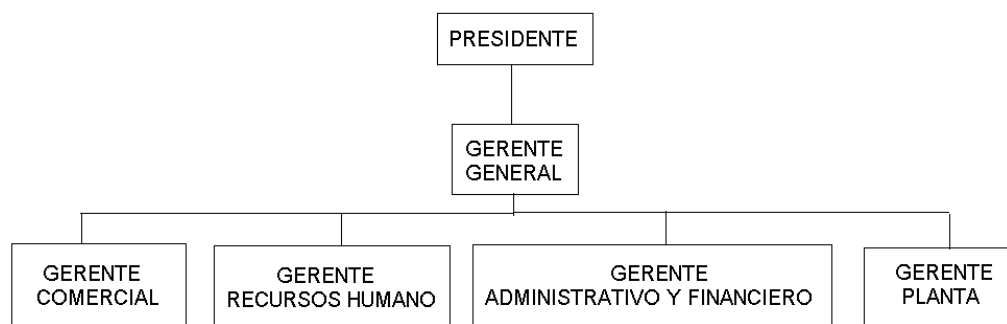 PRESIDENTE
GERENTE
GENERAL
GERENTE
COMERCIAL
GERENTE
RECURSOS HUMANO
GERENTE
ADMINISTRATIVO Y FINANCIERO
GERENTE
PLANTA